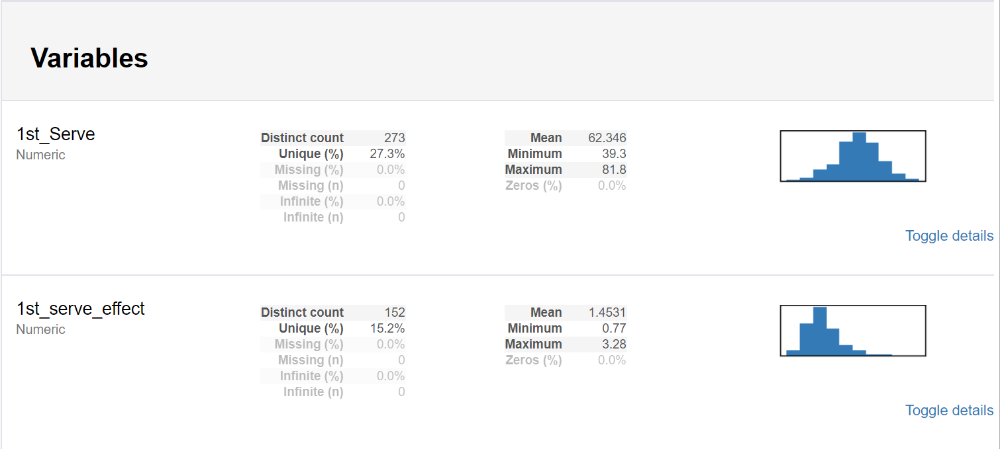 Variables
1st_Serve
Numeric
Distinct count 273
Unique (%) 27.3%
Missing (%) 0.0%
Missing (n) 0
Infinite (%) 0.0%
Infinite (n) 0
Mean 62.346
Minimum 39.3
Maximum 81.8
Zeros (%) 0.0%
Toggle details
1st_serve_effect
Numeric
Distinct count 152
Unique (%) 15.2%
Missing (%) 0.0%
Missing (n) 0
Infinite (%) 0.0%
Infinite (n) 0
Mean 1.4531
Minimum 0.77
Maximum 3.28
Zeros (%) 0.0%
Toggle details